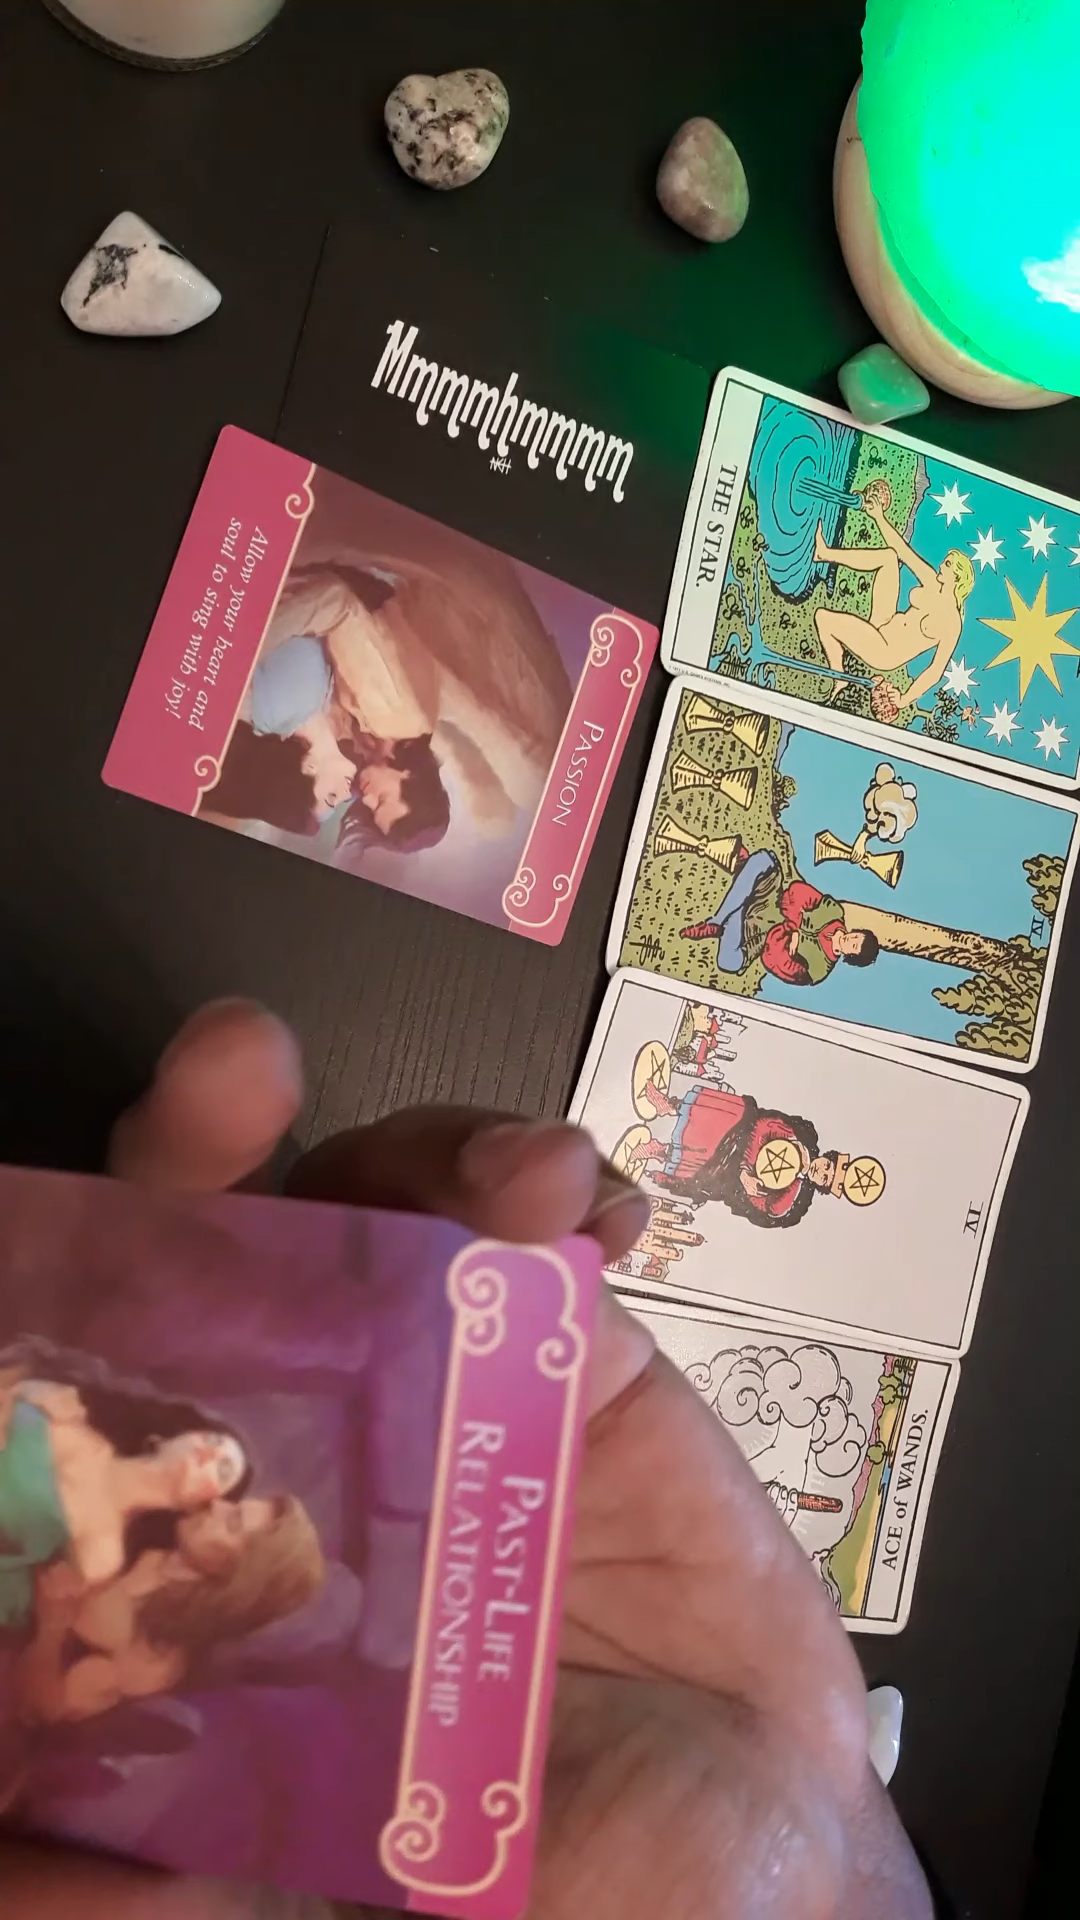 Mmmmhmmmm
NGH
THE STAR.
PASSION
Allow your heart and
soul to sing with joy!
IV
IV
ACE of WANDS.
PAST-LIFE
RELATIONSHIP